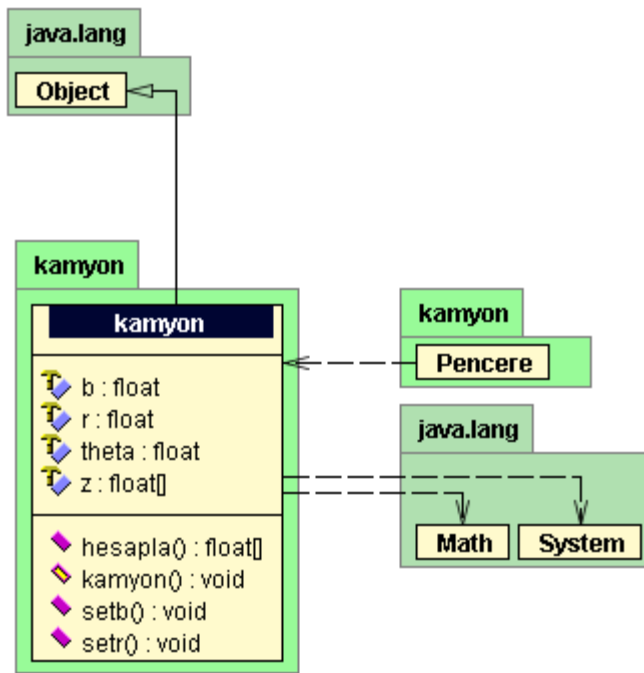 java.lang
Object
kamyon
kamyon
b : float
r : float
theta : float
z : float[]
hesapla() : float[]
kamyon() : void
setb() : void
setr() : void
kamyon
Pencere
java.lang
Math
System